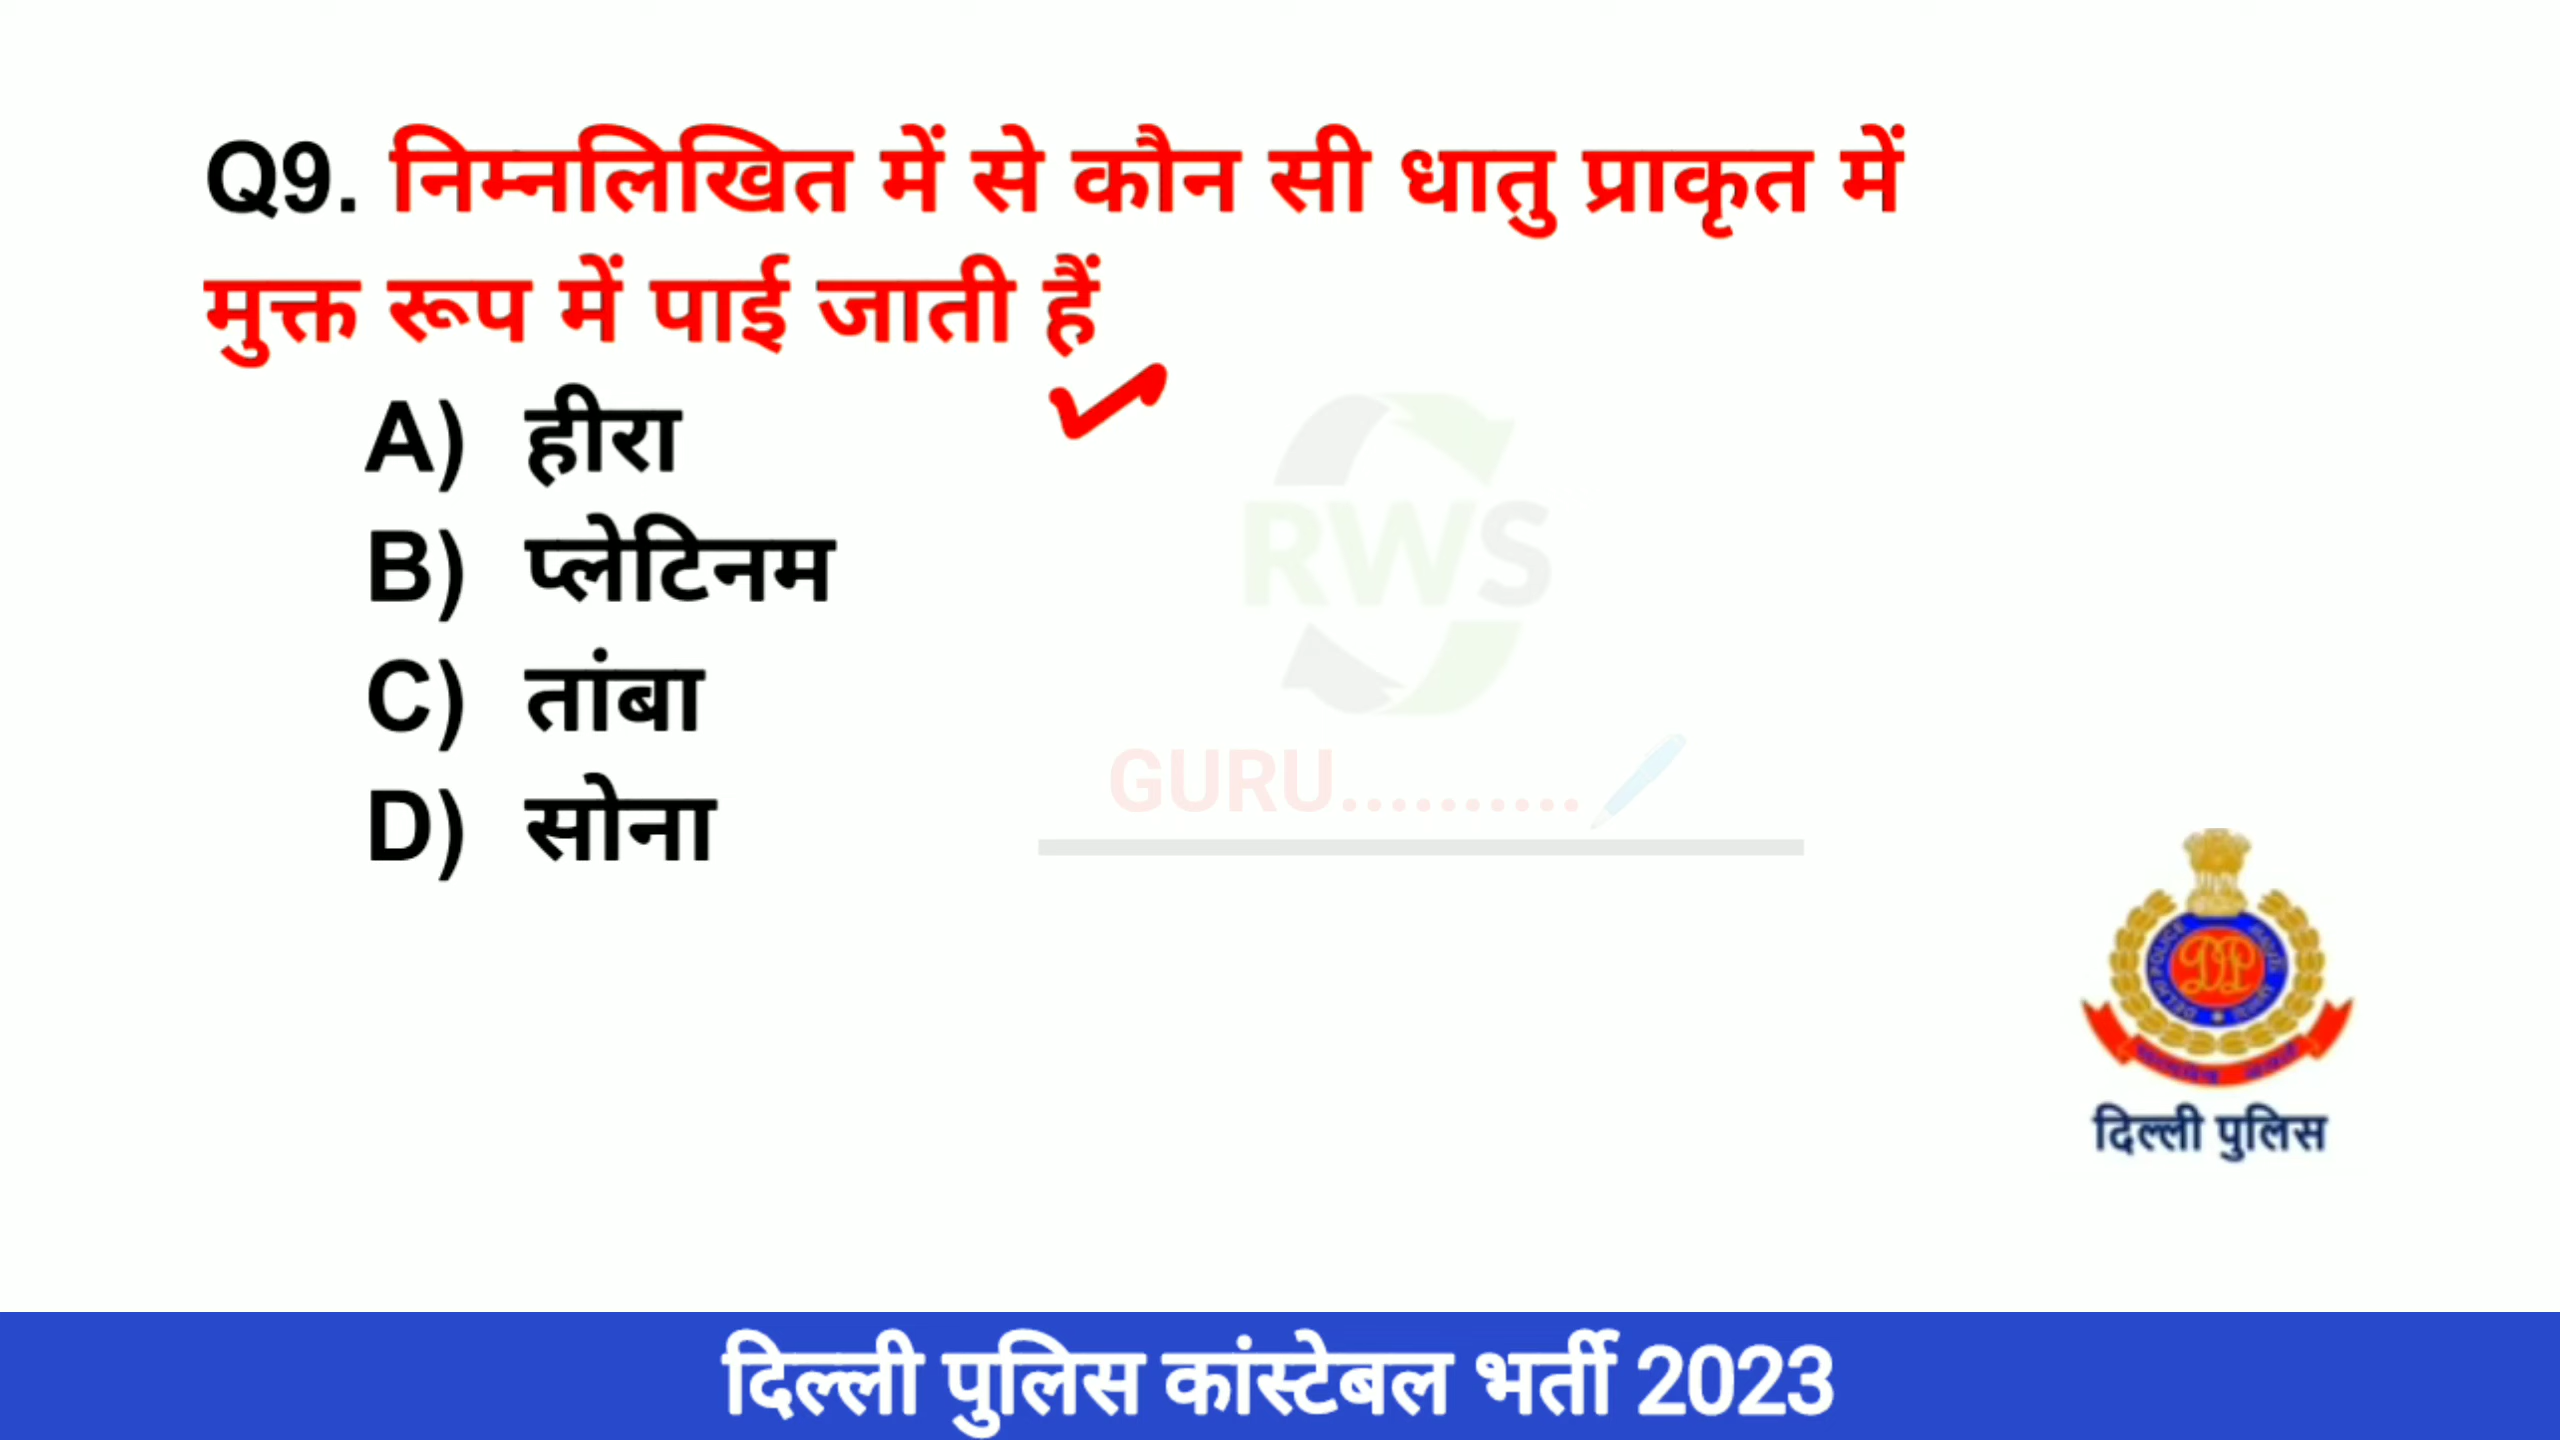 Q9. निम्नलिखित में से कौन सी धातु प्राकृत में
मुक्त रूप में पाई जाती हैं
A) हीरा
B) प्लेटिनम
C) तांबा
D) सोना
RWS
GURU..........
दिल्ली पुलिस
दिल्ली पुलिस कांस्टेबल भर्ती 2023